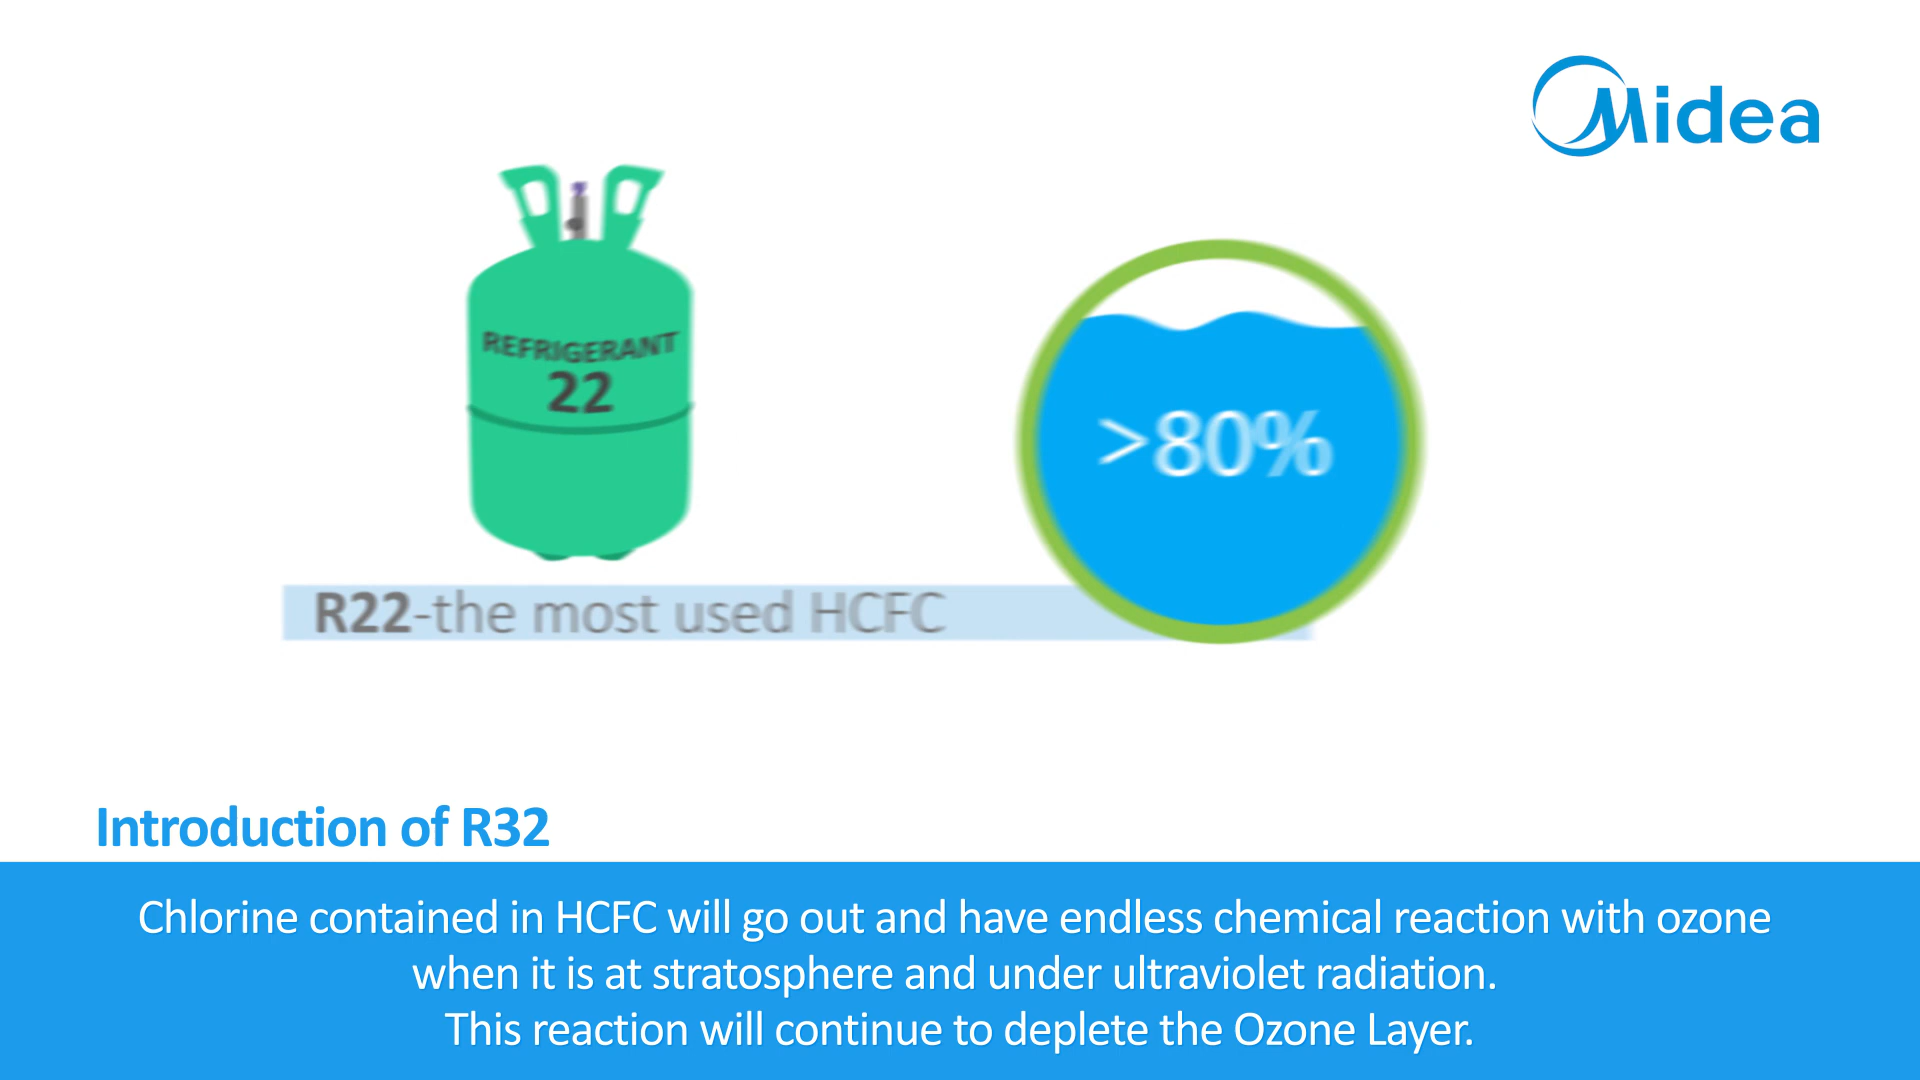 Midea
REFRIGERANT
22
>80%
R22-the most used HCFC
Introduction of R32
Chlorine contained in HCFC will go out and have endless chemical reaction with ozone
when it is at stratosphere and under ultraviolet radiation.
This reaction will continue to deplete the Ozone Layer.